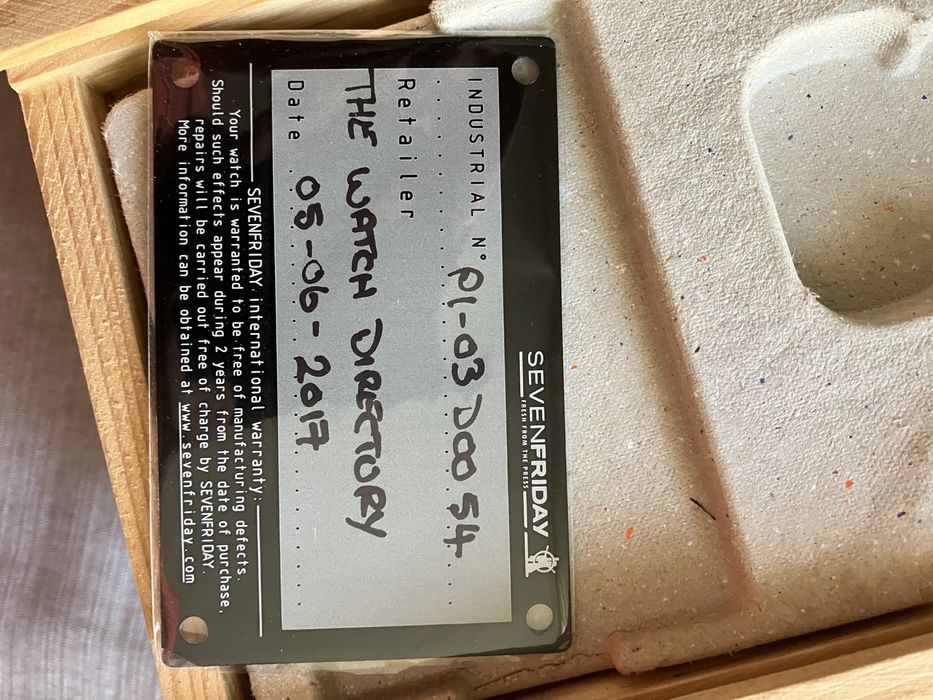 SEVENFRIDAY
FRESH FROM THE PRESS
INDUSTRIAL N° P1-03 D00 54
Retailer
THE WATCH DIRECTORY
Date 05-06-2017
SEVENFRIDAY international warranty:
Your watch is warranted to be free of manufacturing defects.
Should such effects appear during 2 years from the date of purchase,
repairs will be carried out free of charge by SEVENFRIDAY.
More information can be obtained at www.sevenfriday.com